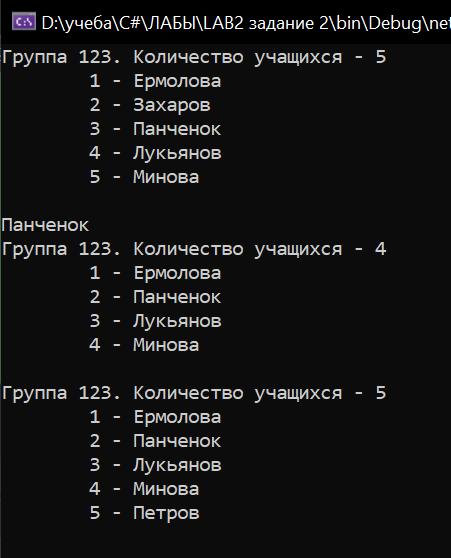 D:\учеба\C#\ЛАБЫ\LAB2 задание 2\bin\Debug\net
Группа 123. Количество учащихся - 5
1 - Ермолова
2 - Захаров
3 - Панченок
4 - Лукьянов
5 - Минова
Панченок
Группа 123. Количество учащихся - 4
1 - Ермолова
2 - Панченок
3 - Лукьянов
4 - Минова
Группа 123. Количество учащихся - 5
1 - Ермолова
2 - Панченок
3 - Лукьянов
4 - Минова
5 - Петров